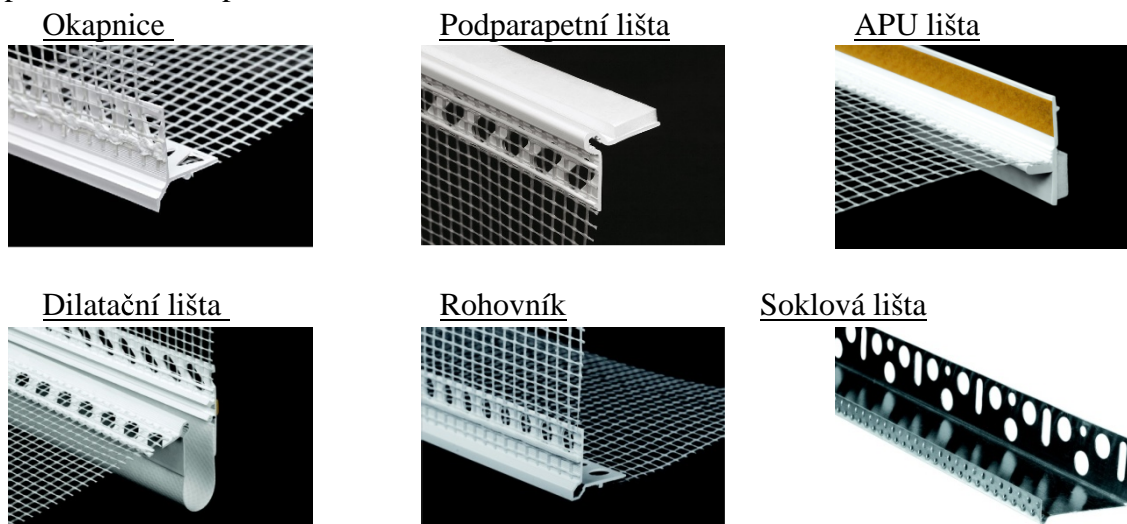 Okapnice
Podparapetní lišta
APU lišta
Dilatační lišta
Rohovník
Soklová lišta